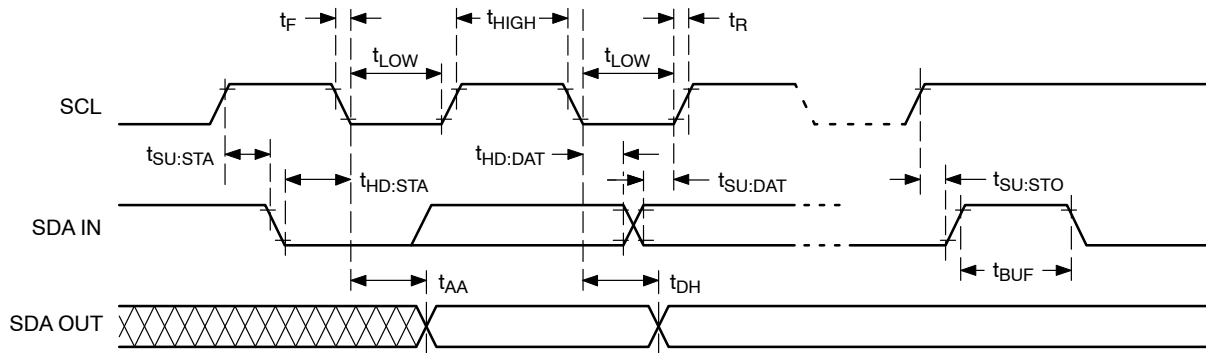 tF tHIGH tR
tLOW tLOW
SCL
tSU:STA tHD:DAT
tHD:STA tSU:DAT tSU:STO
SDA IN
tAA tDH tBUF
SDA OUT